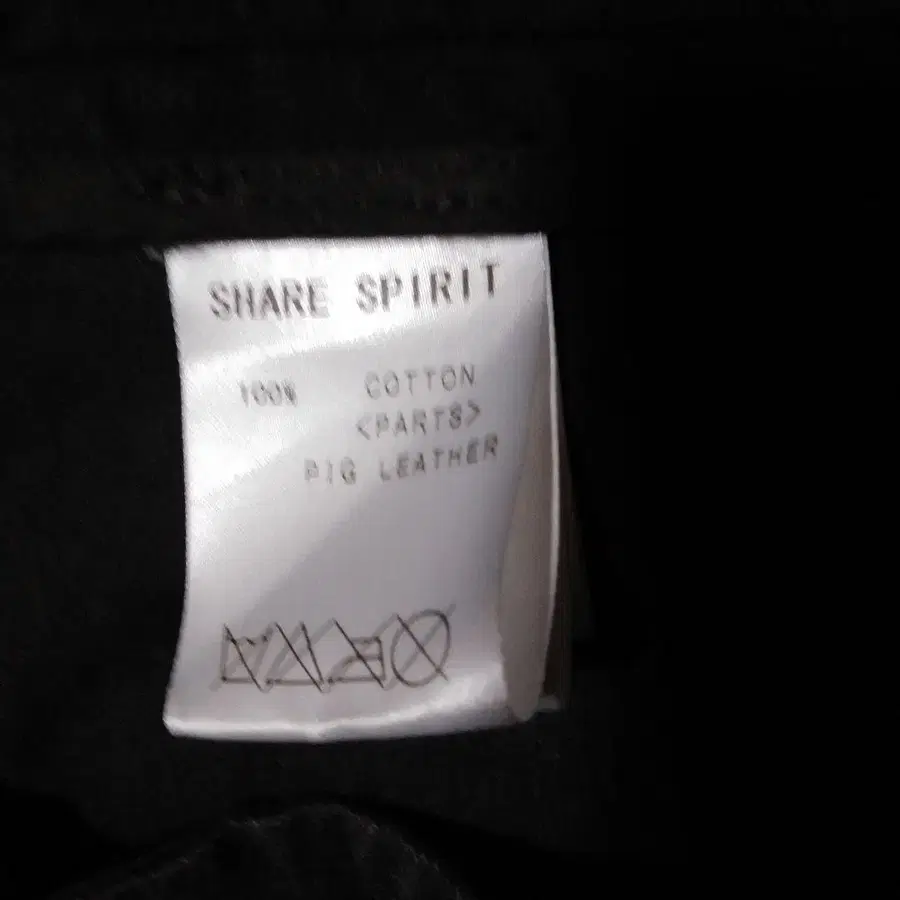 SHARE SPIRIT
100% COTTON
<PARTS>
PIG LEATHER